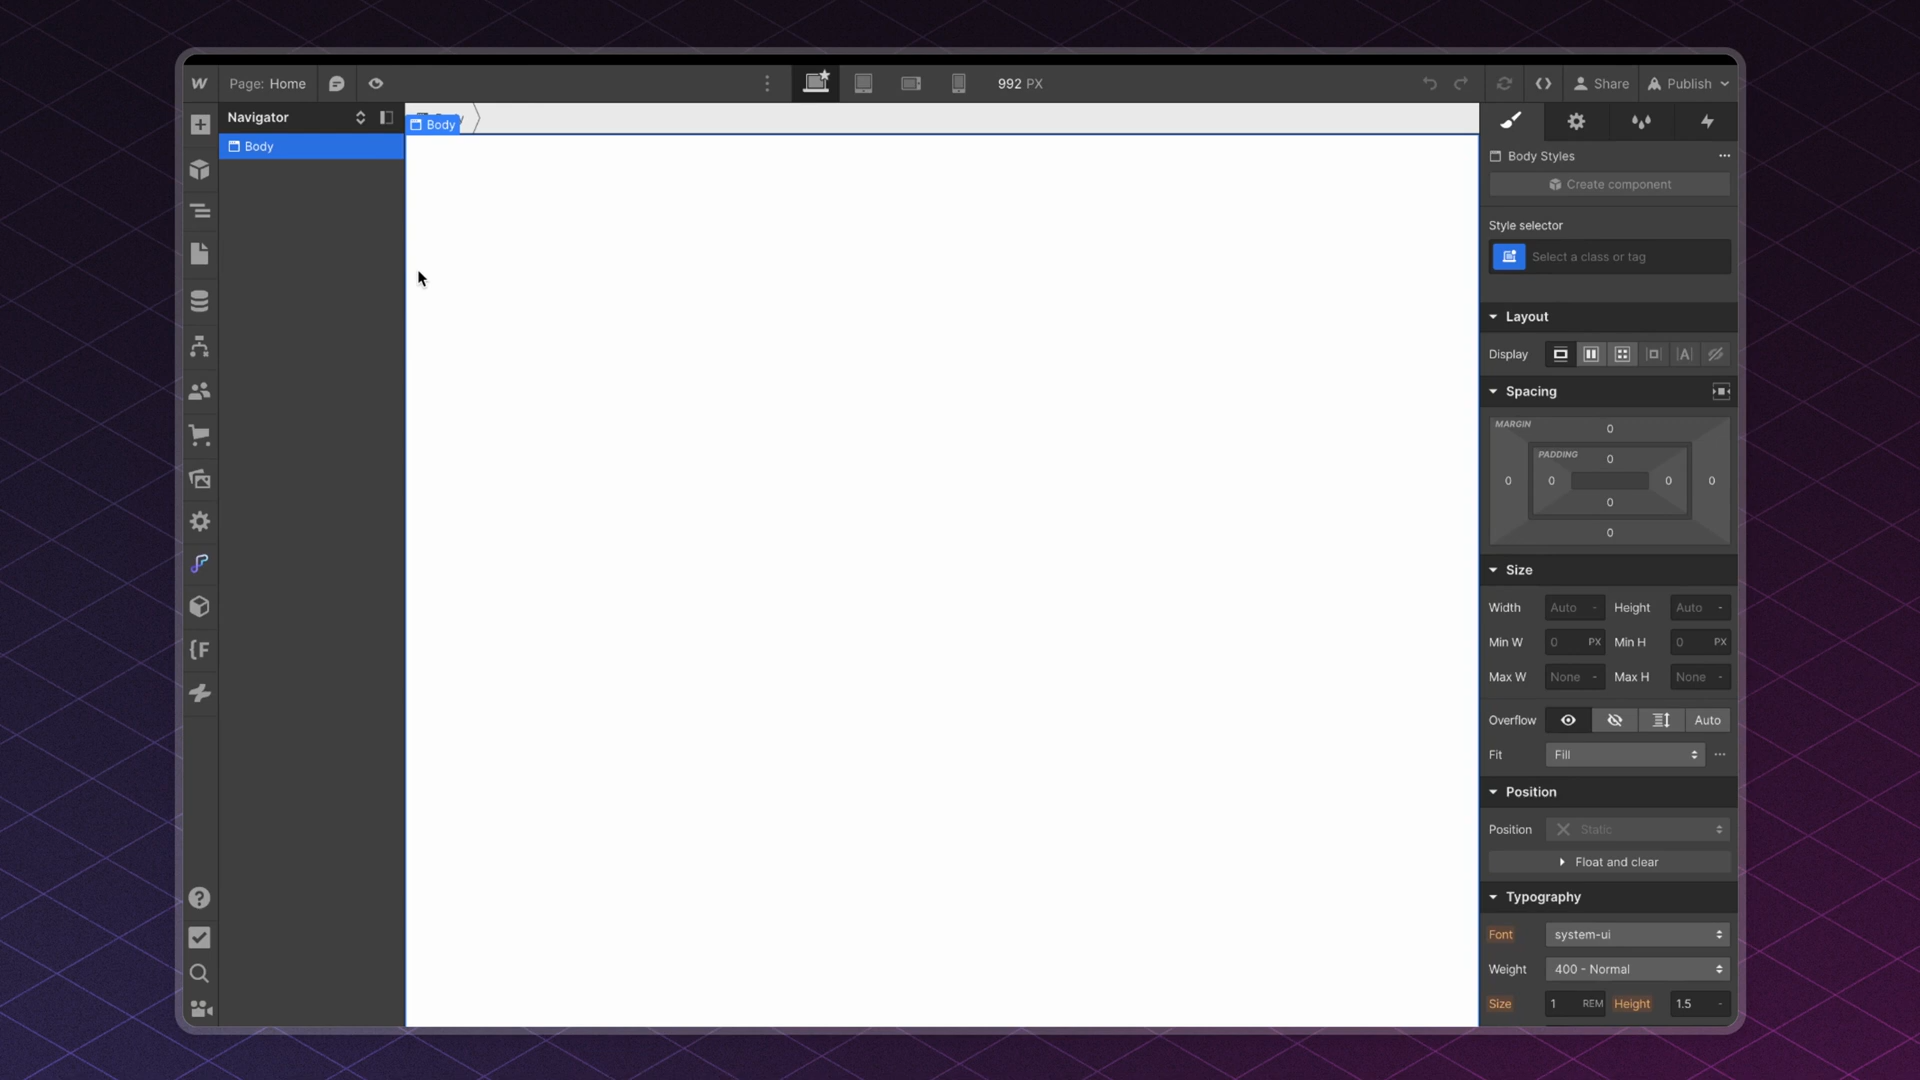 Page: Home
992 PX
Share
Publish
Navigator
Body
Body
Body Styles
Create component
Style selector
Select a class or tag
Layout
Display
Spacing
MARGIN
0
PADDING
0
0 0 0 0
0
0
Size
Width Auto - Height Auto -
Min W 0 PX Min H 0 PX
Max W None - Max H None -
Overflow Auto
Fit Fill
Position
Position Static
Float and clear
Typography
Font system-ui
Weight 400 - Normal
Size 1 REM Height 1.5 -